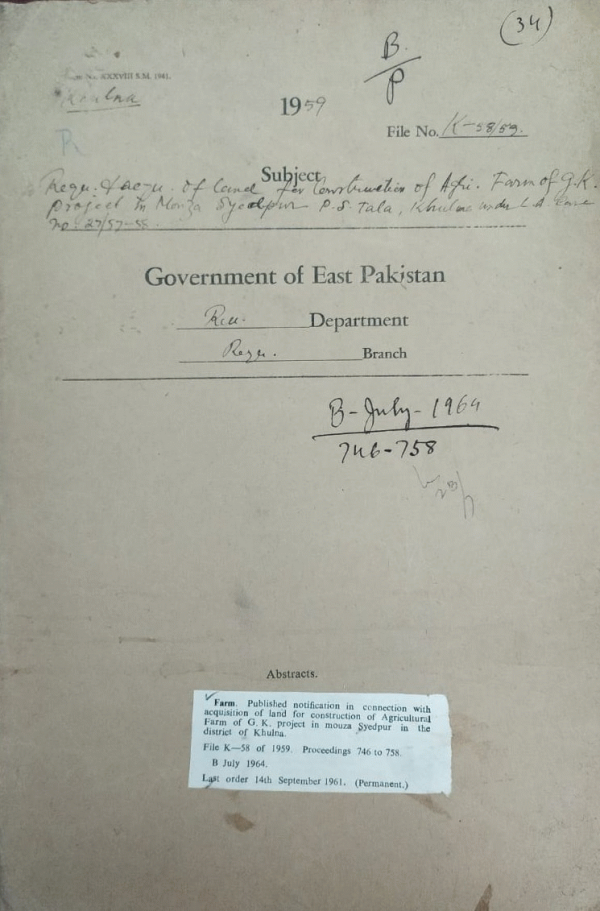 (34)
B
P
XXXVIII S.M. (94).
Khulna
1959
R
File No. K-58/59.
Subject
Requ. & acqu. of land for Construction of Agri. Farm of G.K.
project in Mouza Syedpur P.S. Tala, Khulna under L.A. Case
no. 27/57-58.
Government of East Pakistan
Rev. Department
Requ. Branch
B-July-1964
746-758
Abstracts.
Farm. Published notification in connection with
acquisition of land for construction of Agricultural
Farm of G. K. project in mouza Syedpur in the
district of Khulna.
File K—58 of 1959. Proceedings 746 to 758.
B July 1964.
Last order 14th September 1961. (Permanent.)